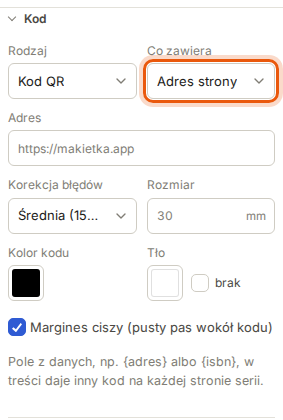 Kod
Rodzaj Co zawiera
Kod QR Adres strony
Adres
https://makietka.app
Korekcja błędów Rozmiar
Średnia (15... 30 mm
Kolor kodu Tło
brak
Margines ciszy (pusty pas wokół kodu)
Pole z danych, np. {adres} albo {isbn}, w
treści daje inny kod na każdej stronie serii.